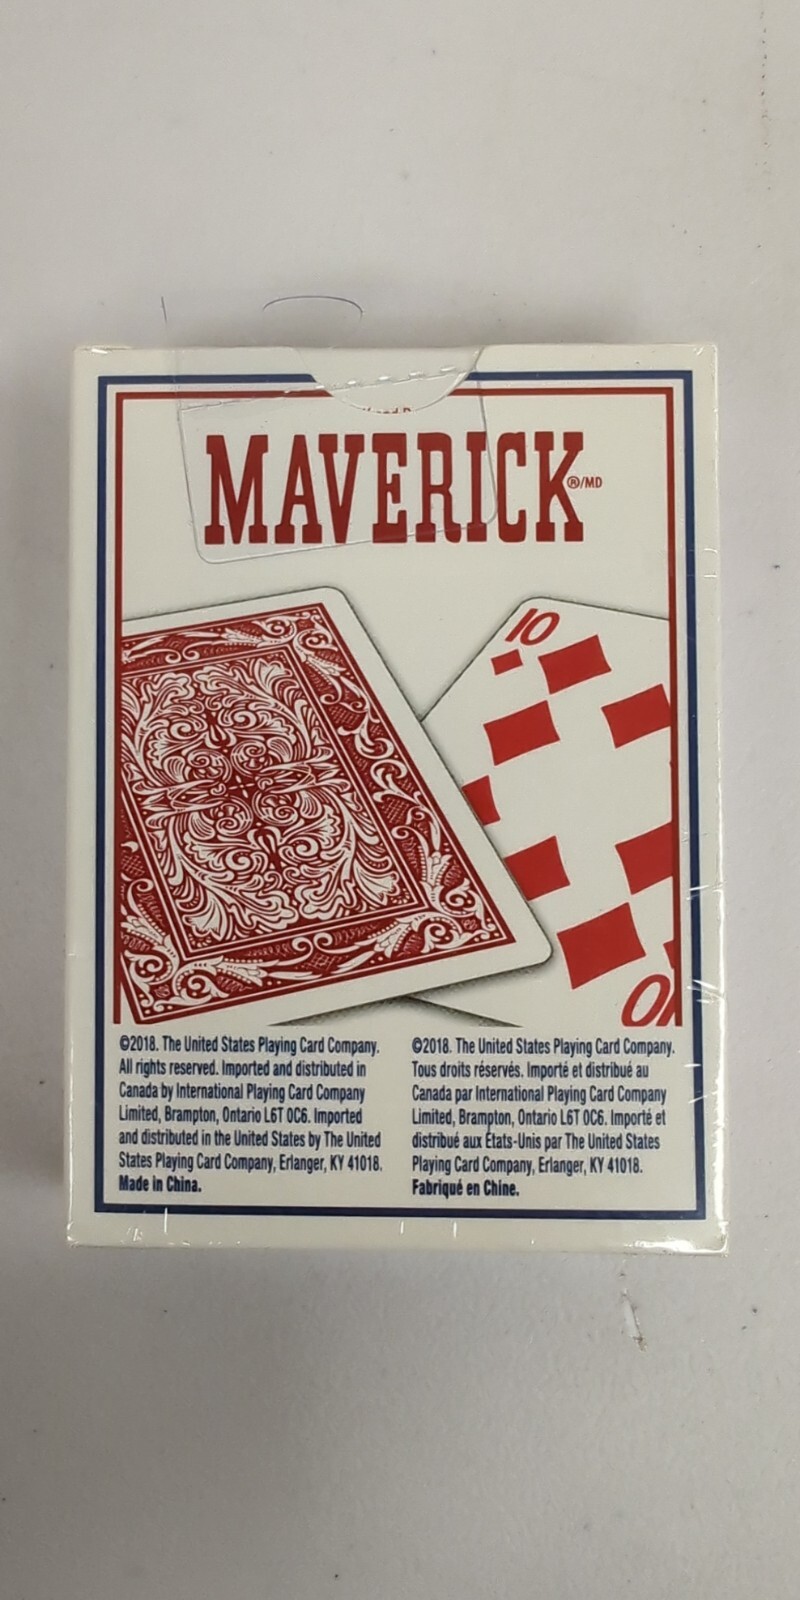 MAVERICK®/MD
10
10
©2018. The United States Playing Card Company.
All rights reserved. Imported and distributed in
Canada by International Playing Card Company
Limited, Brampton, Ontario L6T 0C6. Imported
and distributed in the United States by The United
States Playing Card Company, Erlanger, KY 41018.
Made in China.
©2018. The United States Playing Card Company.
Tous droits réservés. Importé et distribué au
Canada par International Playing Card Company
Limited, Brampton, Ontario L6T 0C6. Importé et
distribué aux États-Unis par The United States
Playing Card Company, Erlanger, KY 41018.
Fabriqué en Chine.